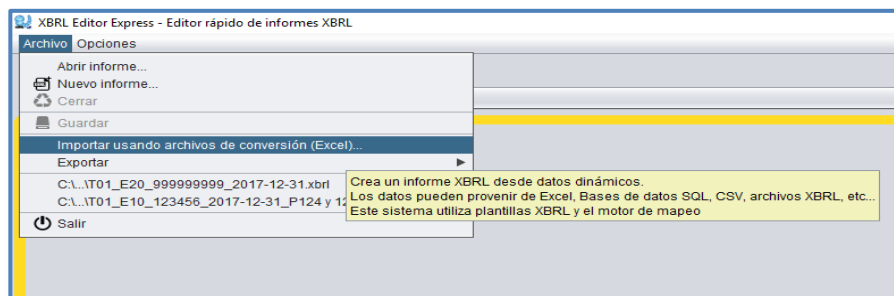 XBRL Editor Express - Editor rápido de informes XBRL
Archivo Opciones
Abrir informe...
Nuevo informe...
Cerrar
Guardar
Importar usando archivos de conversión (Excel)...
Exportar
C:\...\T01_E20_999999999_2017-12-31.xbrl
C:\...\T01_E10_123456_2017-12-31_P124 y 12
Salir
Crea un informe XBRL desde datos dinámicos.
Los datos pueden provenir de Excel, Bases de datos SQL, CSV, archivos XBRL, etc...
Este sistema utiliza plantillas XBRL y el motor de mapeo